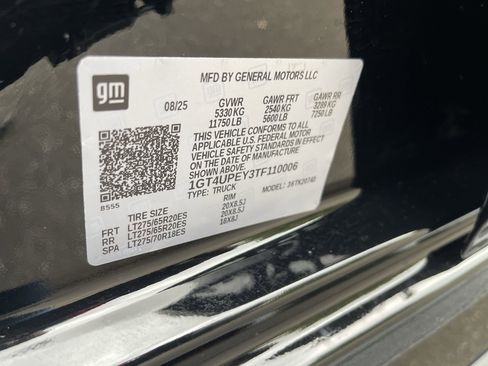 gm
MFD BY GENERAL MOTORS LLC
08/25 GVWR GAWR FRT GAWR RR
5330 KG 2540 KG 3289 KG
11750 LB 5600 LB 7250 LB
THIS VEHICLE CONFORMS TO ALL
APPLICABLE U.S. FEDERAL MOTOR
VEHICLE SAFETY STANDARDS IN
EFFECT ON THE DATE OF
MANUFACTURE SHOWN ABOVE.
1GT4UPEY3TF110006
TYPE: TRUCK MODEL:
B555
TIRE SIZE RIM
FRT LT275/65R20ES 20X8.5J
RR LT275/65R20ES 20X8.5J
SPA LT275/70R18ES 18X8J